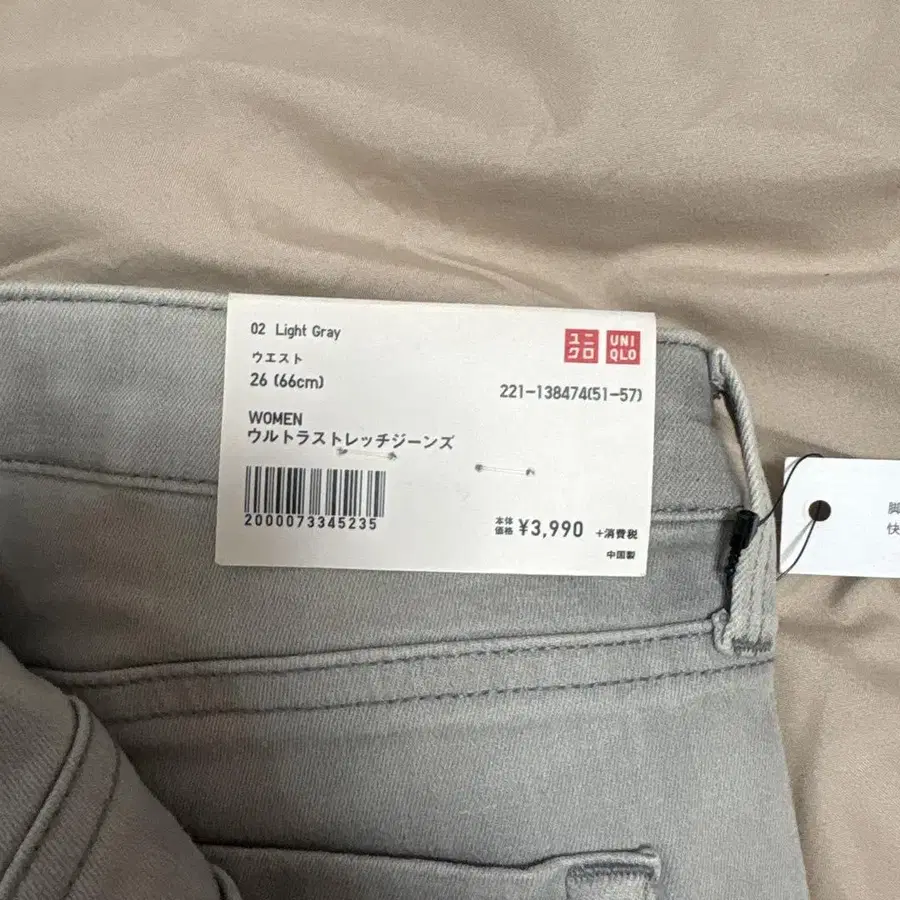 02 Light Gray
ウエスト
26 (66cm)
ユニ
クロ
UNI
QLO
221-138474(51-57)
WOMEN
ウルトラストレッチジーンズ
2000073345235
本体
価格 ¥3,990 +消費税
中国製
脚
快